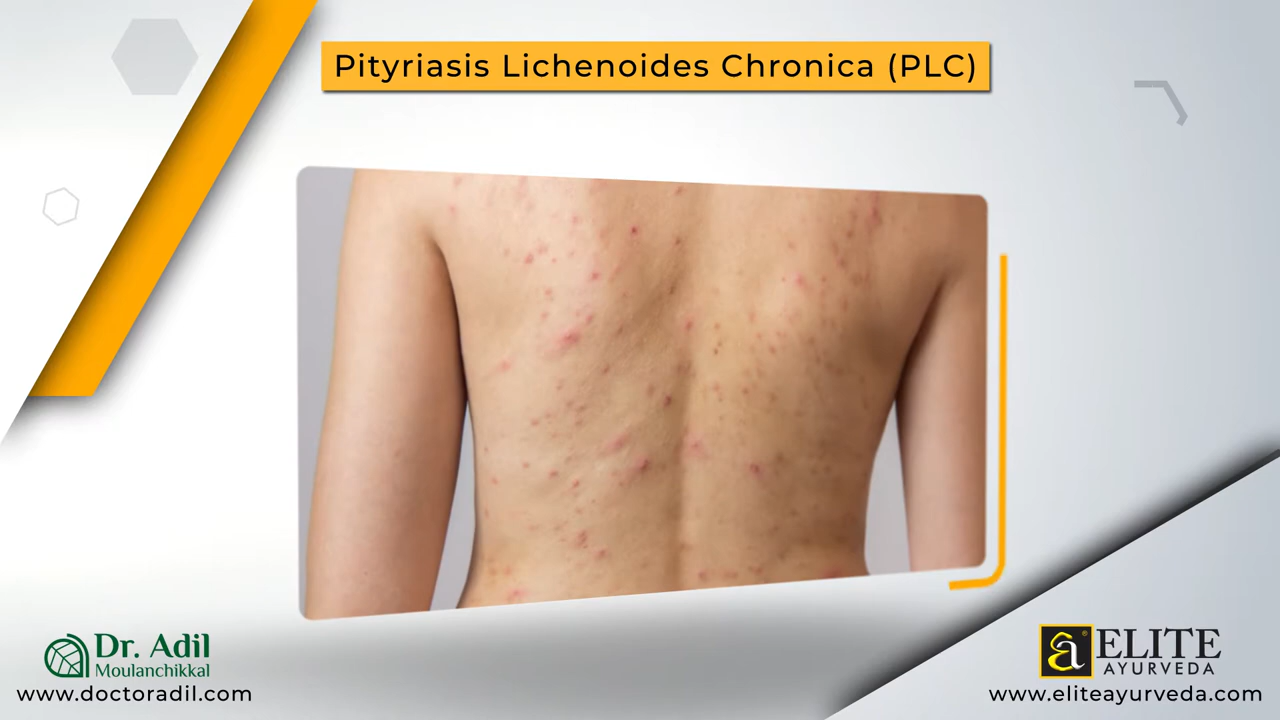 Pityriasis Lichenoides Chronica (PLC)
Dr. Adil
Moulanchikkal
www.doctoradil.com
a®
ELITE
AYURVEDA
www.eliteayurveda.com